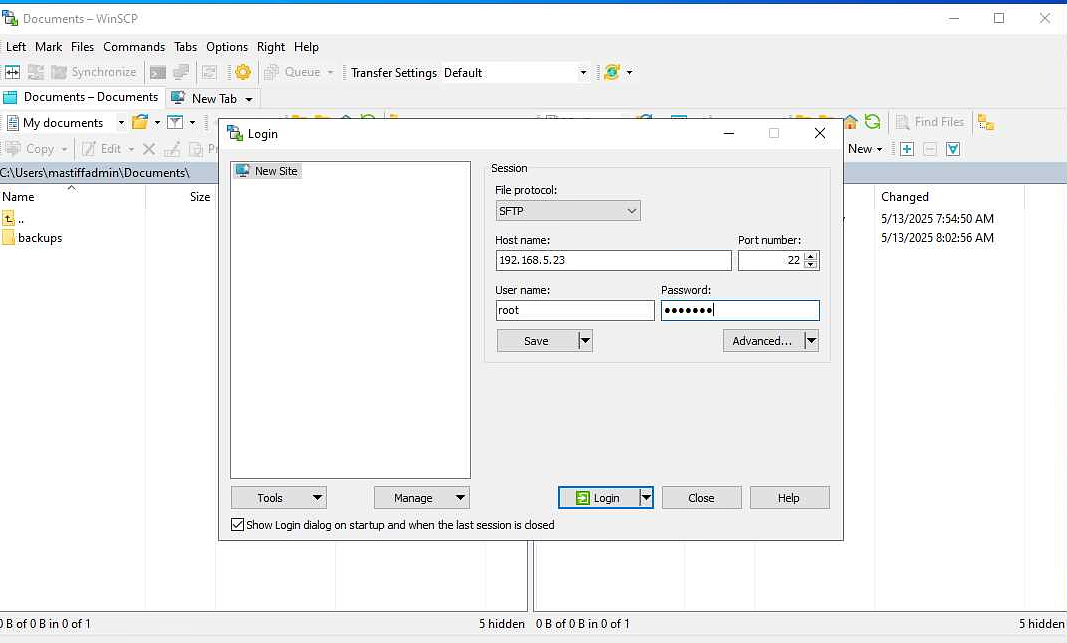 Documents – WinSCP
Left Mark Files Commands Tabs Options Right Help
Synchronize Queue Transfer Settings Default
Documents – Documents New Tab
My documents Find Files
Copy Edit New
C:\Users\mastiffadmin\Documents\
Name Size Changed
.. 5/13/2025 7:54:50 AM
backups 5/13/2025 8:02:56 AM
Login
New Site
Session
File protocol:
SFTP
Host name: Port number:
192.168.5.23 22
User name: Password:
root •••••••
Save Advanced...
Tools Manage Login Close Help
Show Login dialog on startup and when the last session is closed
0 B of 0 B in 0 of 1 5 hidden 0 B of 0 B in 0 of 1 5 hidden